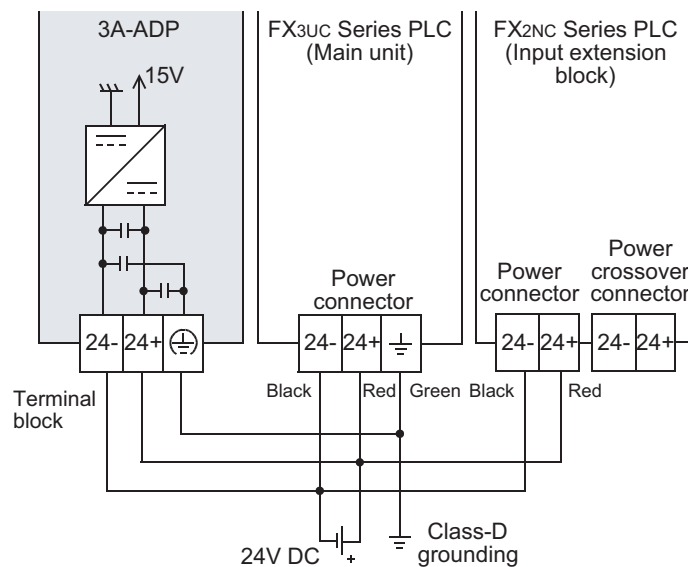 3A-ADP
FX3UC Series PLC
(Main unit)
FX2NC Series PLC
(Input extension
block)
15V
Power
connector
Power
connector
Power
crossover
connector
24- 24+
24- 24+
24- 24+
24- 24+
Terminal
block
Black
Red
Green
Black
Red
24V DC
+
Class-D
grounding